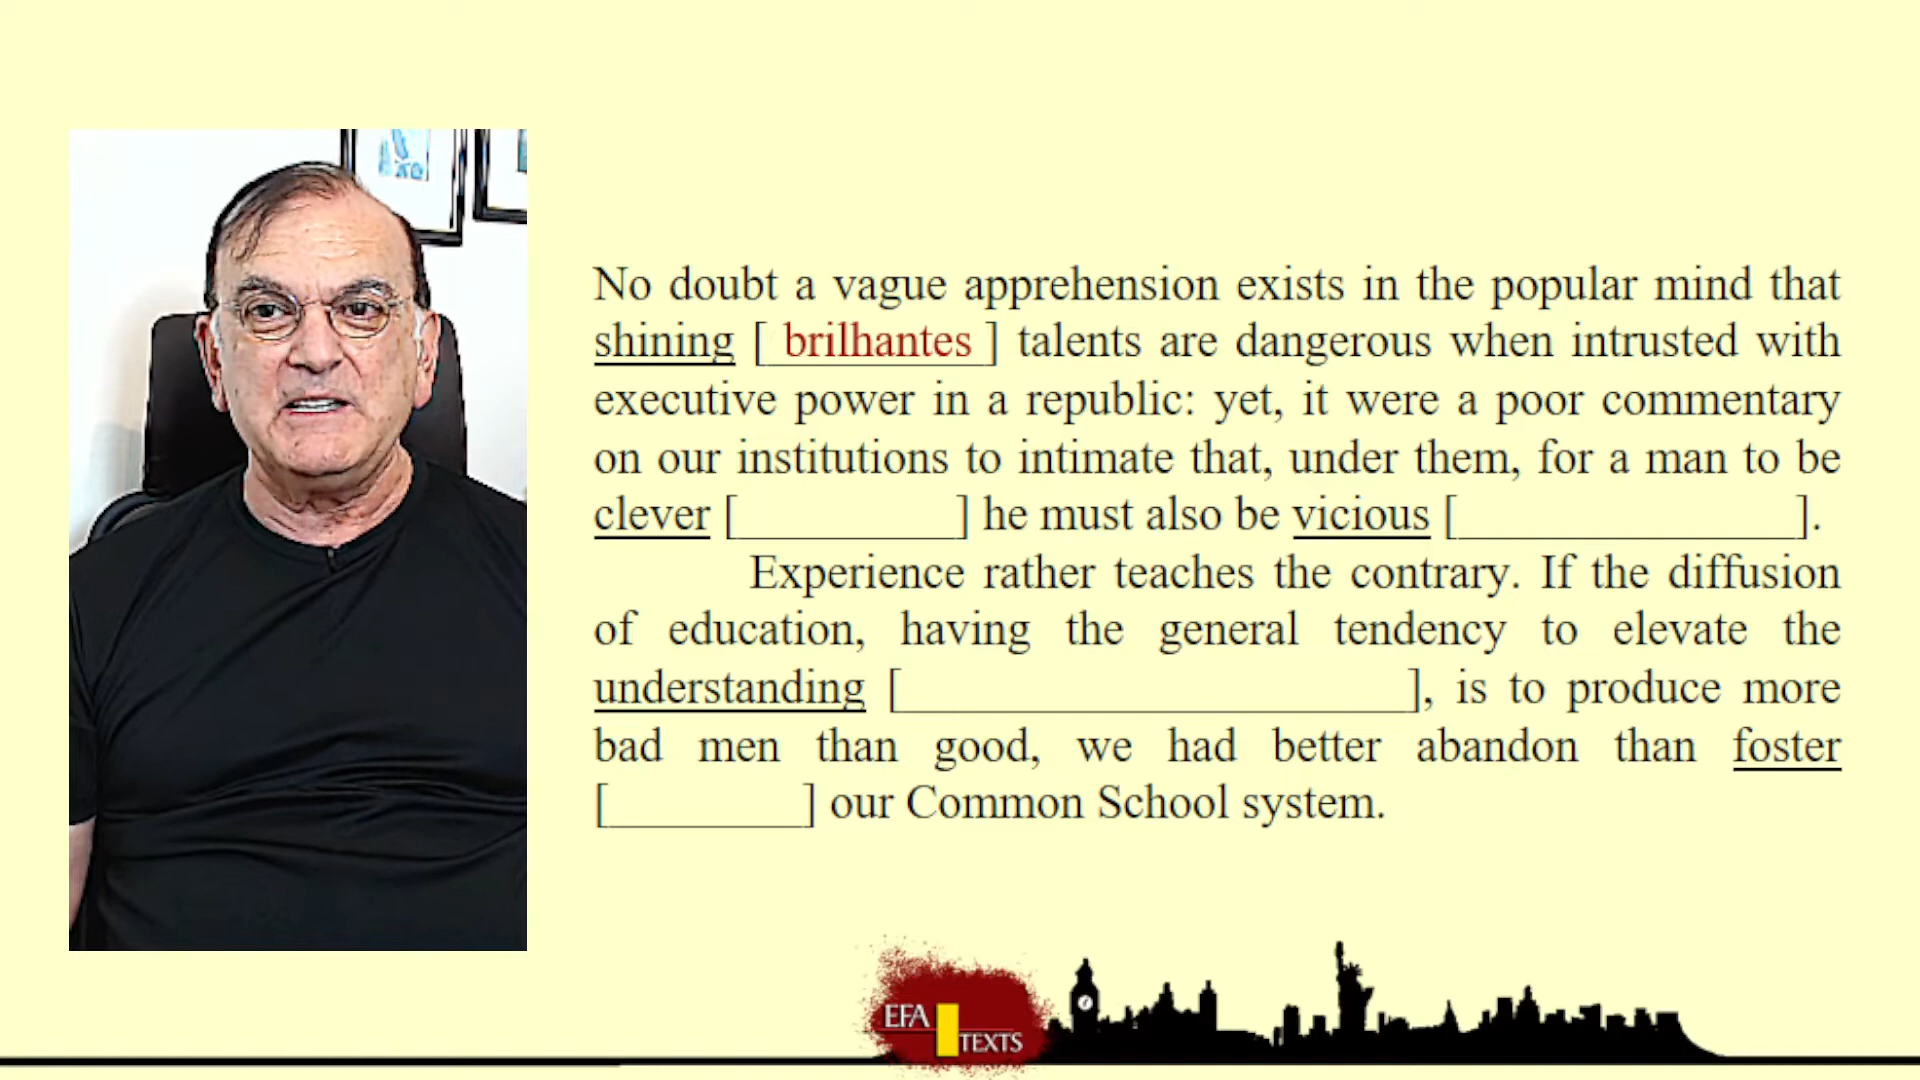 No doubt a vague apprehension exists in the popular mind that
shining [ brilhantes ] talents are dangerous when intrusted with
executive power in a republic: yet, it were a poor commentary
on our institutions to intimate that, under them, for a man to be
clever [__________] he must also be vicious [_______________].
Experience rather teaches the contrary. If the diffusion
of education, having the general tendency to elevate the
understanding [_______________________], is to produce more
bad men than good, we had better abandon than foster
[_________] our Common School system.
EFA
TEXTS